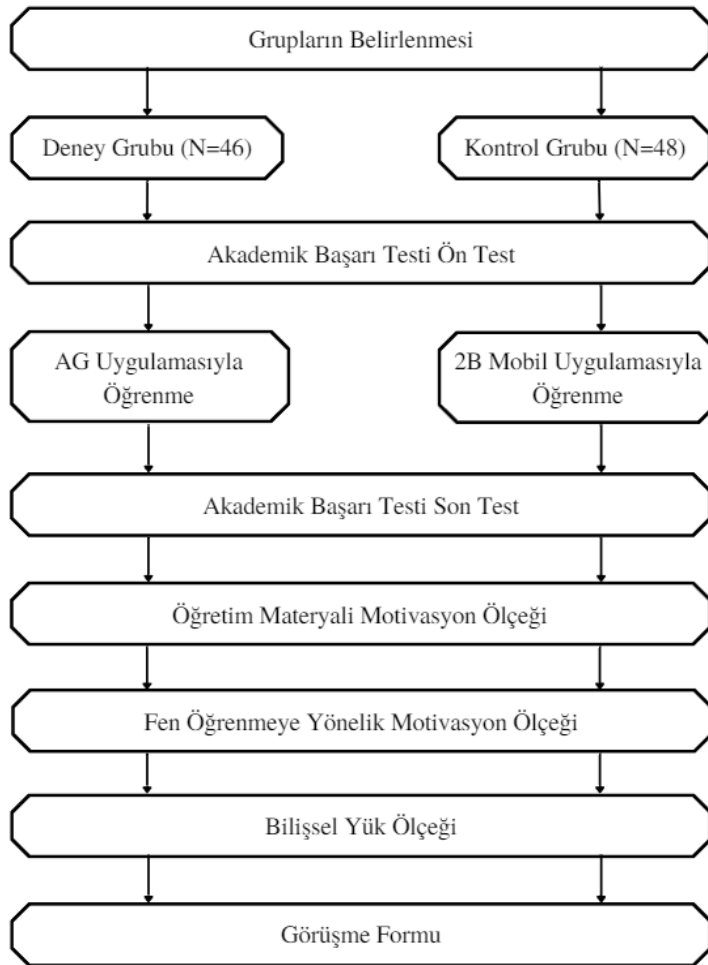 Grupların Belirlenmesi
Deney Grubu (N=46)
Kontrol Grubu (N=48)
Akademik Başarı Testi Ön Test
AG Uygulamasıyla
Öğrenme
2B Mobil Uygulamasıyla
Öğrenme
Akademik Başarı Testi Son Test
Öğretim Materyali Motivasyon Ölçeği
Fen Öğrenmeye Yönelik Motivasyon Ölçeği
Bilişsel Yük Ölçeği
Görüşme Formu